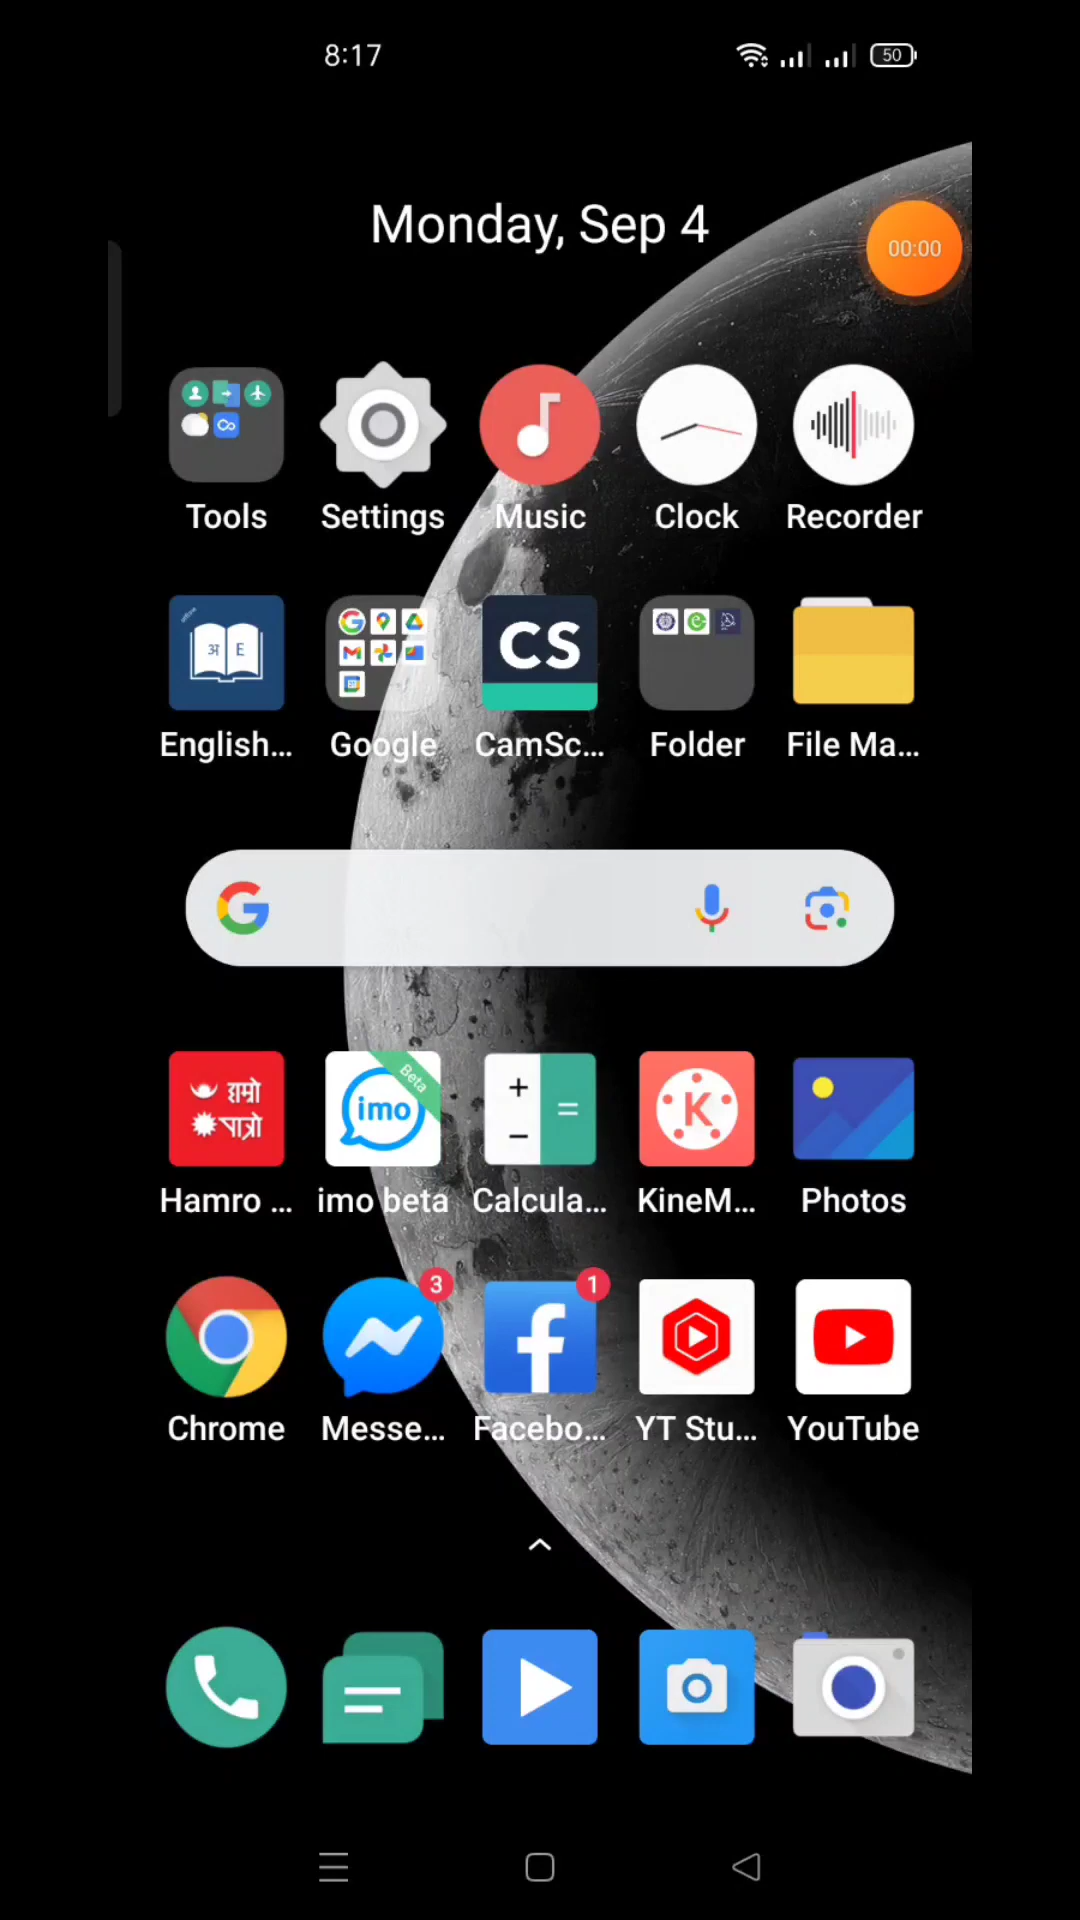 8:17
50
Monday, Sep 4
00:00
Tools
Settings
Music
Clock
Recorder
अ E
CS
English...
Google
CamSc...
Folder
File Ma...
हाम्रो
पात्रो
imo
Beta
K
Hamro ...
imo beta
Calcula...
KineM...
Photos
3
1
Chrome
Messe...
Facebo...
YT Stu...
YouTube